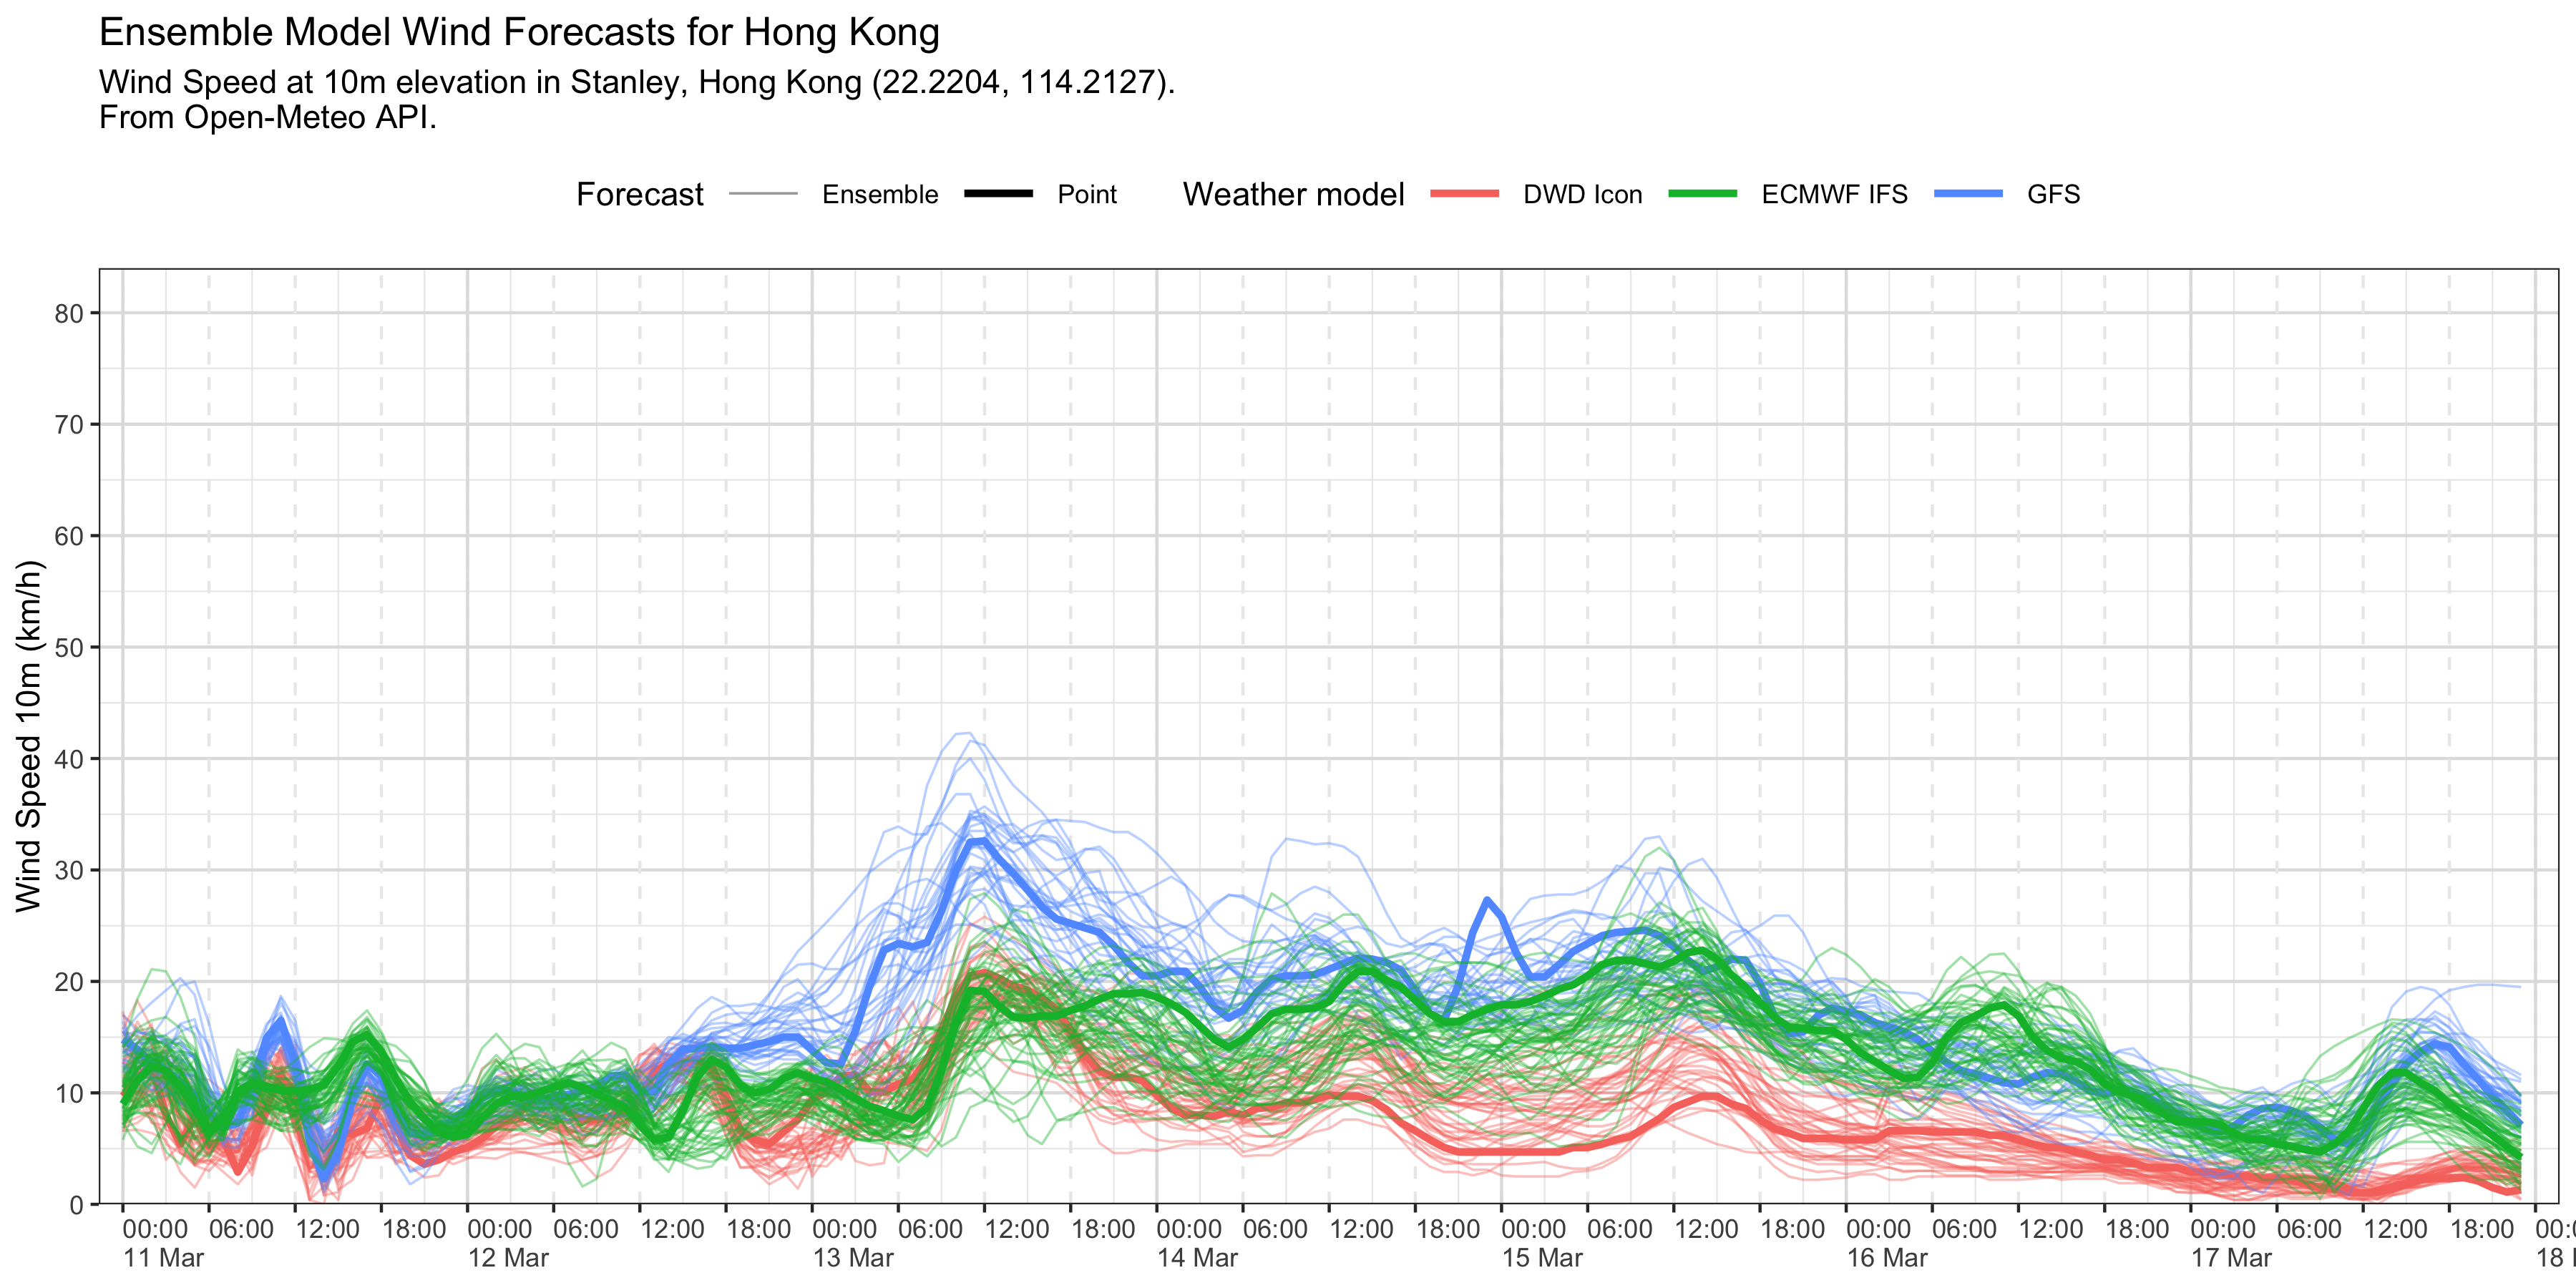 Ensemble Model Wind Forecasts for Hong Kong
Wind Speed at 10m elevation in Stanley, Hong Kong (22.2204, 114.2127).
From Open-Meteo API.
Forecast Ensemble Point Weather model DWD Icon ECMWF IFS GFS
Wind Speed 10m (km/h)
80
70
60
50
40
30
20
10
0
00:00 06:00 12:00 18:00 00:00 06:00 12:00 18:00 00:00 06:00 12:00 18:00 00:00 06:00 12:00 18:00 00:00 06:00 12:00 18:00 00:00 06:00 12:00 18:00 00:00 06:00 12:00 18:00
11 Mar 12 Mar 13 Mar 14 Mar 15 Mar 16 Mar 17 Mar 18